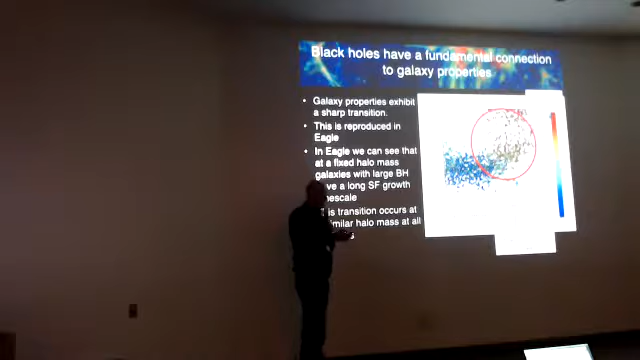 Black holes have a fundamental connection
to galaxy properties
• Galaxy properties exhibit
a sharp transition.
• This is reproduced in
Eagle
• In Eagle we can see that
at a fixed halo mass
galaxies with large BH
a long SF growth
is transition occurs at
halo mass at all